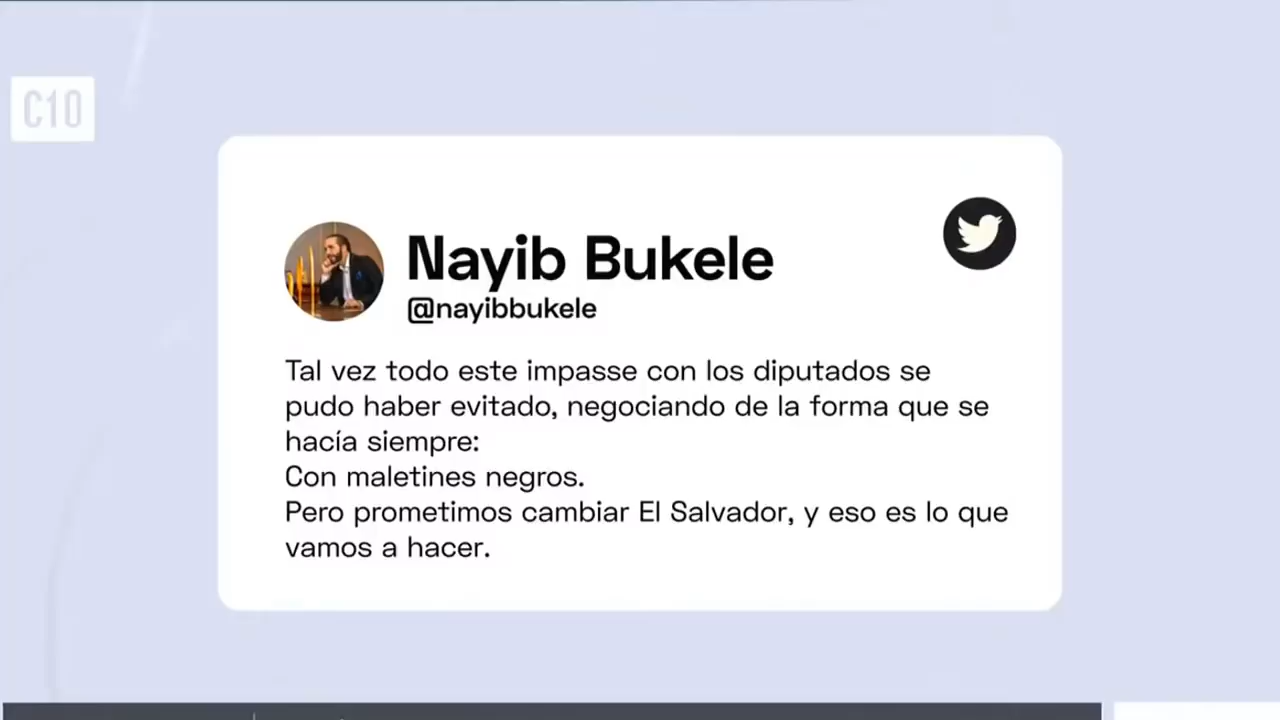 C10
Nayib Bukele
@nayibbukele
Tal vez todo este impasse con los diputados se
pudo haber evitado, negociando de la forma que se
hacía siempre:
Con maletines negros.
Pero prometimos cambiar El Salvador, y eso es lo que
vamos a hacer.